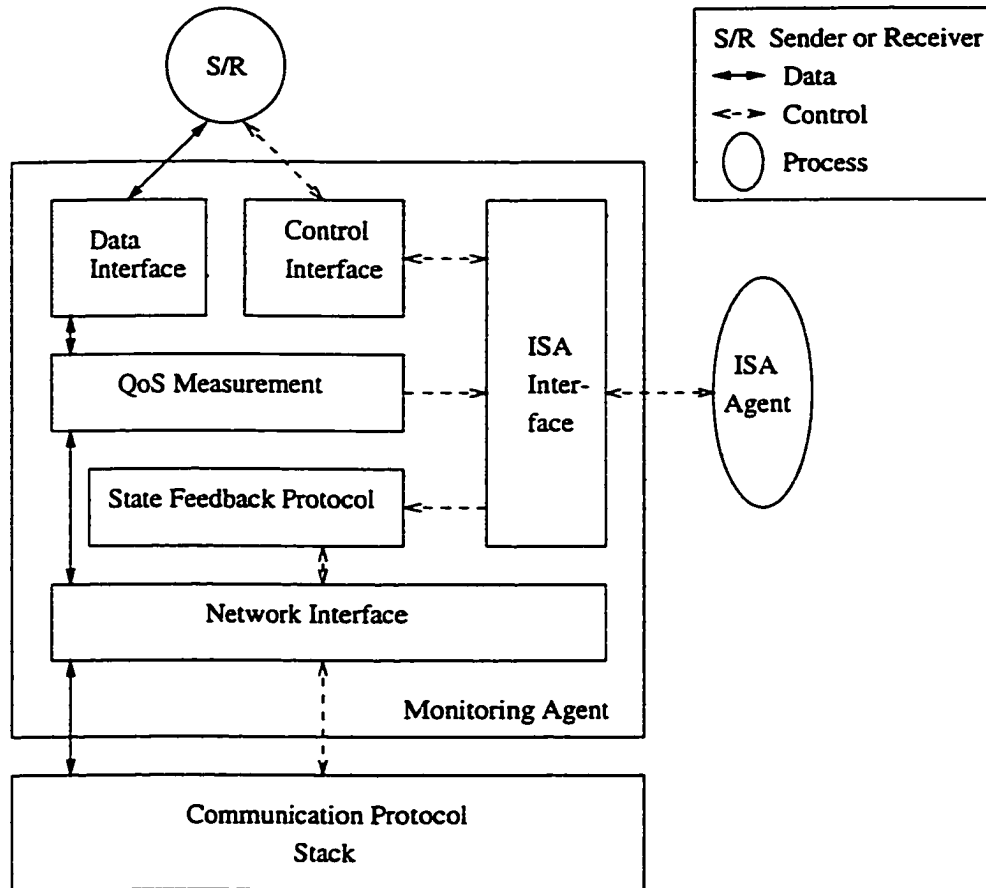 S/R
S/R Sender or Receiver
Data
Control
Process
Data
Interface
Control
Interface
ISA
Inter-
face
ISA
Agent
QoS Measurement
State Feedback Protocol
Network Interface
Monitoring Agent
Communication Protocol
Stack